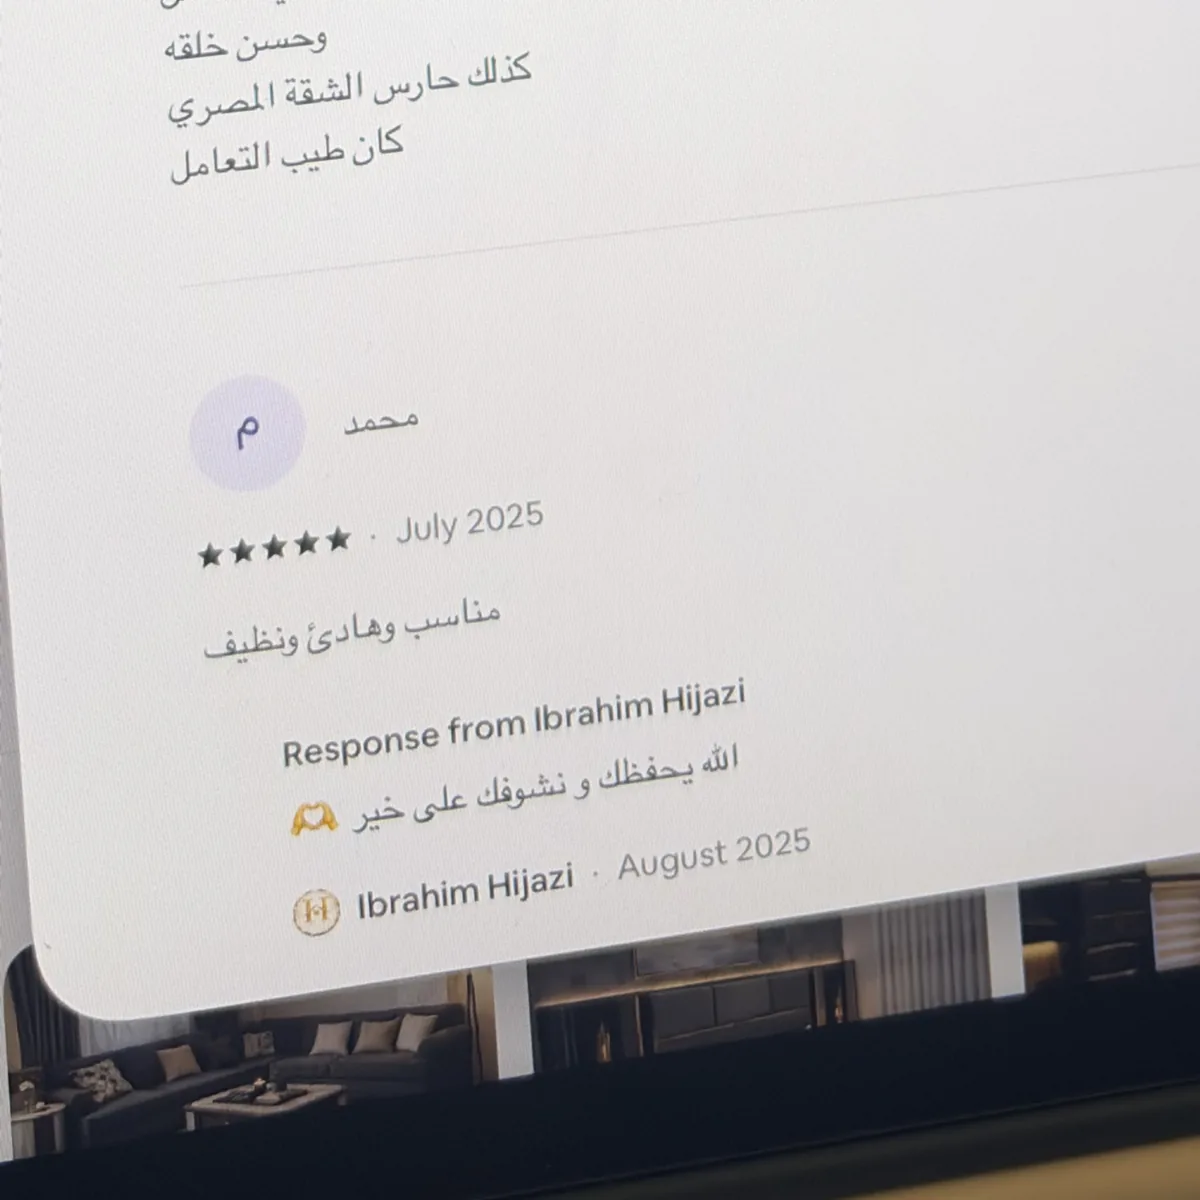 وحسن خلقه
كذلك حارس الشقة المصري
كان طيب التعامل
م
محمد
★★★★★ · July 2025
مناسب وهادئ ونظيف
Response from Ibrahim Hijazi
الله يحفظك و نشوفك على خير 🫶
Ibrahim Hijazi · August 2025